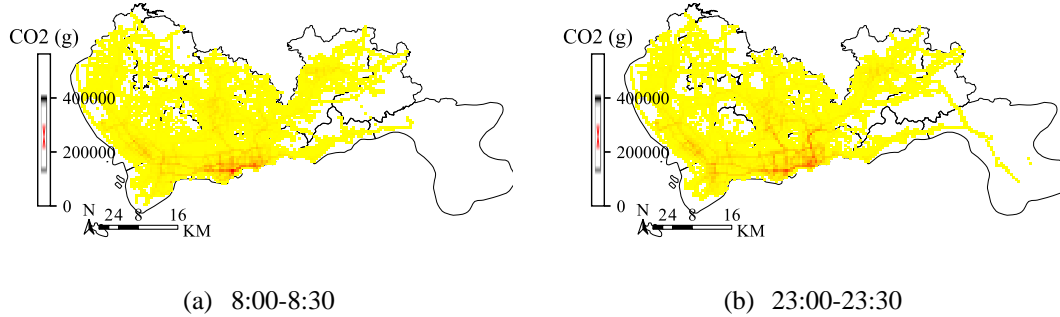 CO2 (g)
400000
200000
0
N
24 8 16
KM
CO2 (g)
400000
200000
0
N
24 8 16
KM
(a) 8:00-8:30
(b) 23:00-23:30